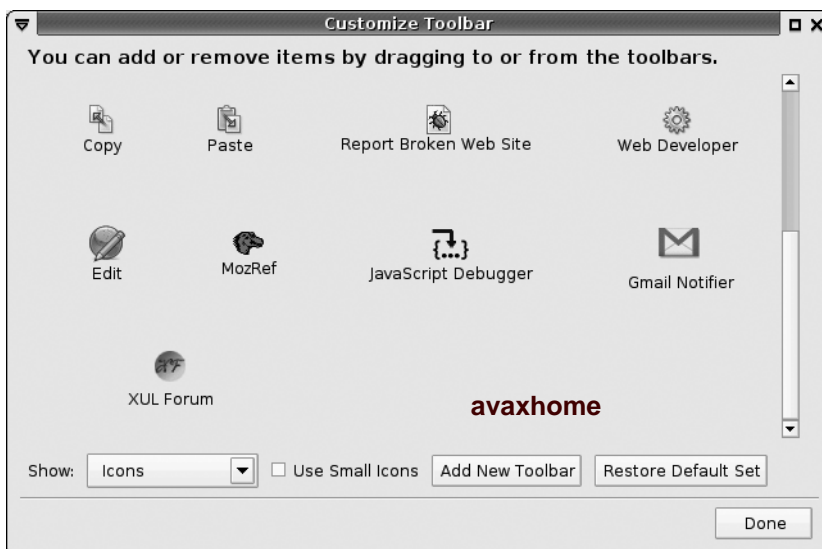 Customize Toolbar
You can add or remove items by dragging to or from the toolbars.
Copy Paste Report Broken Web Site Web Developer
Edit MozRef JavaScript Debugger Gmail Notifier
XUL Forum
avaxhome
Show: Icons Use Small Icons Add New Toolbar Restore Default Set
Done